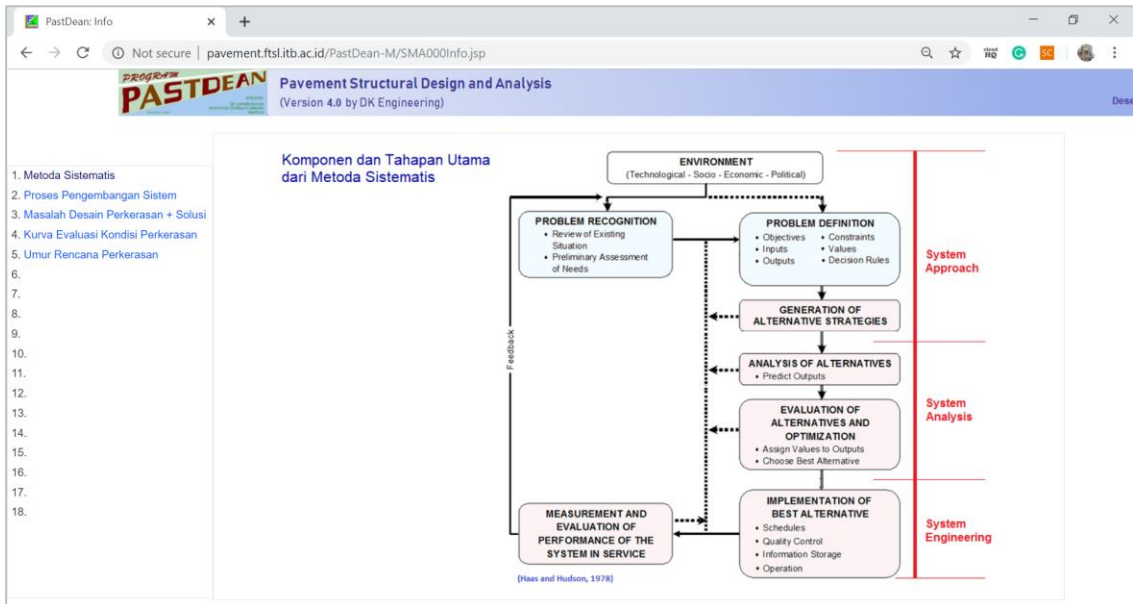 PastDean: Info
Not secure | pavement.ftsl.itb.ac.id/PastDean-M/SMA000Info.jsp
PROGRAM
PASTDEAN
Pavement Structural Design and Analysis
(Version 4.0 by DK Engineering)
Dese
1. Metoda Sistematis
2. Proses Pengembangan Sistem
3. Masalah Desain Perkerasan + Solusi
4. Kurva Evaluasi Kondisi Perkerasan
5. Umur Rencana Perkerasan
6.
7.
8.
9.
10.
11.
12.
13.
14.
15.
16.
17.
18.
Komponen dan Tahapan Utama
dari Metoda Sistematis
ENVIRONMENT
(Technological - Socio - Economic - Political)
PROBLEM RECOGNITION
• Review of Existing
Situation
• Preliminary Assessment
of Needs
PROBLEM DEFINITION
• Objectives • Constraints
• Inputs • Values
• Outputs • Decision Rules
GENERATION OF
ALTERNATIVE STRATEGIES
ANALYSIS OF ALTERNATIVES
• Predict Outputs
EVALUATION OF
ALTERNATIVES AND
OPTIMIZATION
• Assign Values to Outputs
• Choose Best Alternative
IMPLEMENTATION OF
BEST ALTERNATIVE
• Schedules
• Quality Control
• Information Storage
• Operation
MEASUREMENT AND
EVALUATION OF
PERFORMANCE OF THE
SYSTEM IN SERVICE
Feedback
(Haas and Hudson, 1978)
System
Approach
System
Analysis
System
Engineering